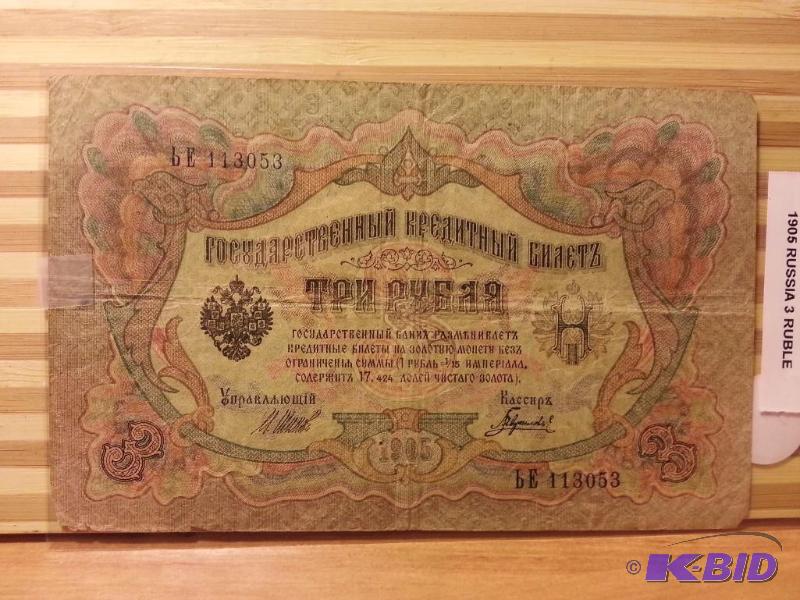 ЬЕ 113053
ГОСУДАРСТВЕННЫЙ КРЕДИТНЫЙ БИЛЕТЪ
ТРИ РУБЛЯ
ГОСУДАРСТВЕННЫЙ БАНКЪ РАЗМѢНИВАЕТЪ
КРЕДИТНЫЕ БИЛЕТЫ НА ЗОЛОТУЮ МОНЕТУ БЕЗЪ
ОГРАНИЧЕНІЯ СУММЫ (1 РУБЛЬ = 1/15 ИМПЕРІАЛА,
СОДЕРЖИТЪ 17,424 ДОЛЕЙ ЧИСТАГО ЗОЛОТА).
Управляющій Кассиръ
1905
3 3
ЬЕ 113053
1905 RUSSIA 3 RUBLE
© K-BID